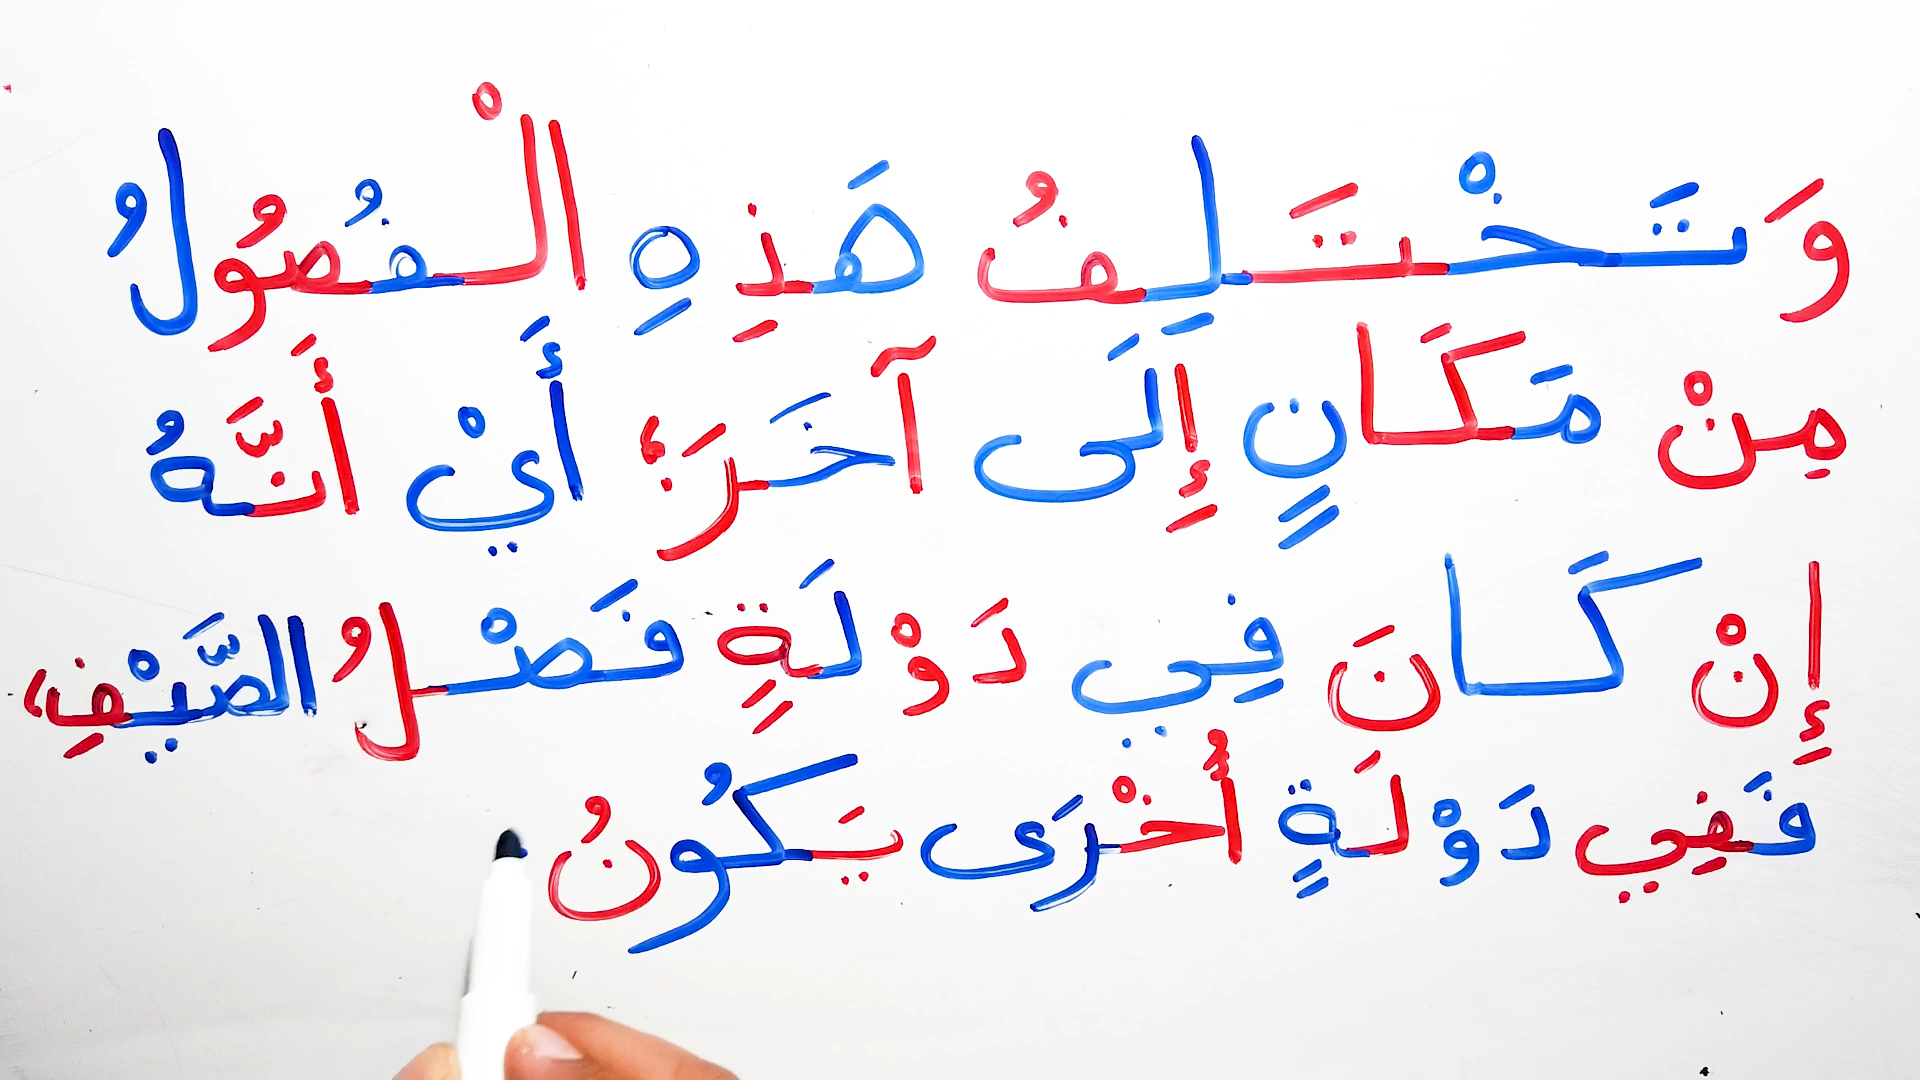 وَتَخْتَلِفُ هَذِهِ الْفُصُولُ
مِنْ مَكَانٍ إِلَى آخَرَ؛ أَيْ أَنَّهُ
إِنْ كَانَ فِي دَوْلَةٍ فَضْلُ الصَّيْفِ،
فَفِي دَوْلَةٍ أُخْرَى يَكُونُ